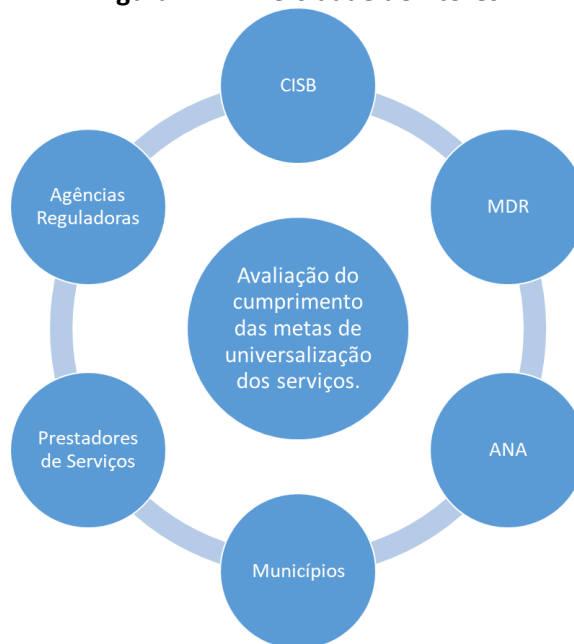 CISB
MDR
ANA
Municípios
Prestadores
de Serviços
Agências
Reguladoras
Avaliação do
cumprimento
das metas de
universalização
dos serviços.